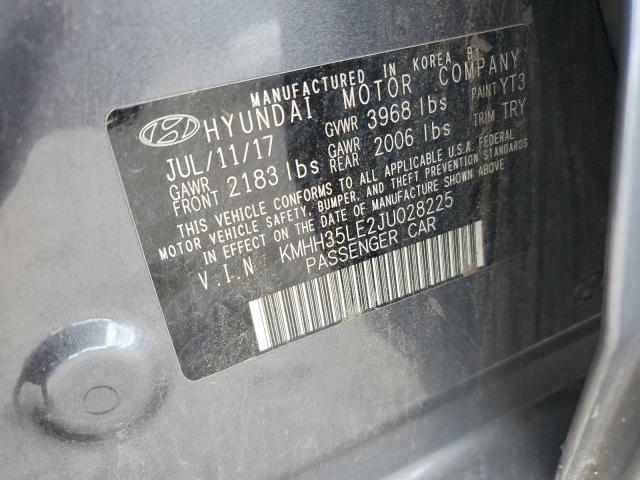 MANUFACTURED IN KOREA BY
HYUNDAI MOTOR COMPANY
JUL/11/17 GVWR 3968 lbs PAINT YT3
GAWR FRONT 2183 lbs GAWR REAR 2006 lbs TRIM TRY
THIS VEHICLE CONFORMS TO ALL APPLICABLE U.S.A. FEDERAL
MOTOR VEHICLE SAFETY, BUMPER, AND THEFT PREVENTION STANDARDS
IN EFFECT ON THE DATE OF MANUFACTURE SHOWN ABOVE.
V.I.N KMHH35LE2JU028225
PASSENGER CAR